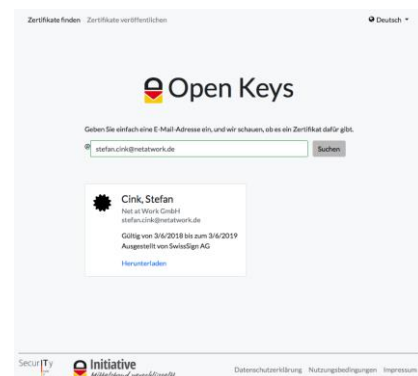 Zertifikate finden Zertifikate veröffentlichen
Deutsch
Open Keys
Geben Sie einfach eine E-Mail-Adresse ein, und wir schauen, ob es ein Zertifikat dafür gibt.
@ stefan.cink@netatwork.de Suchen
Cink, Stefan
Net at Work GmbH
stefan.cink@netatwork.de
Gültig von 3/6/2018 bis zum 3/6/2019
Ausgestellt von SwissSign AG
Herunterladen
SecurITy
Initiative
Mittelstand verschlüsselt!
Datenschutzerklärung Nutzungsbedingungen Impressum